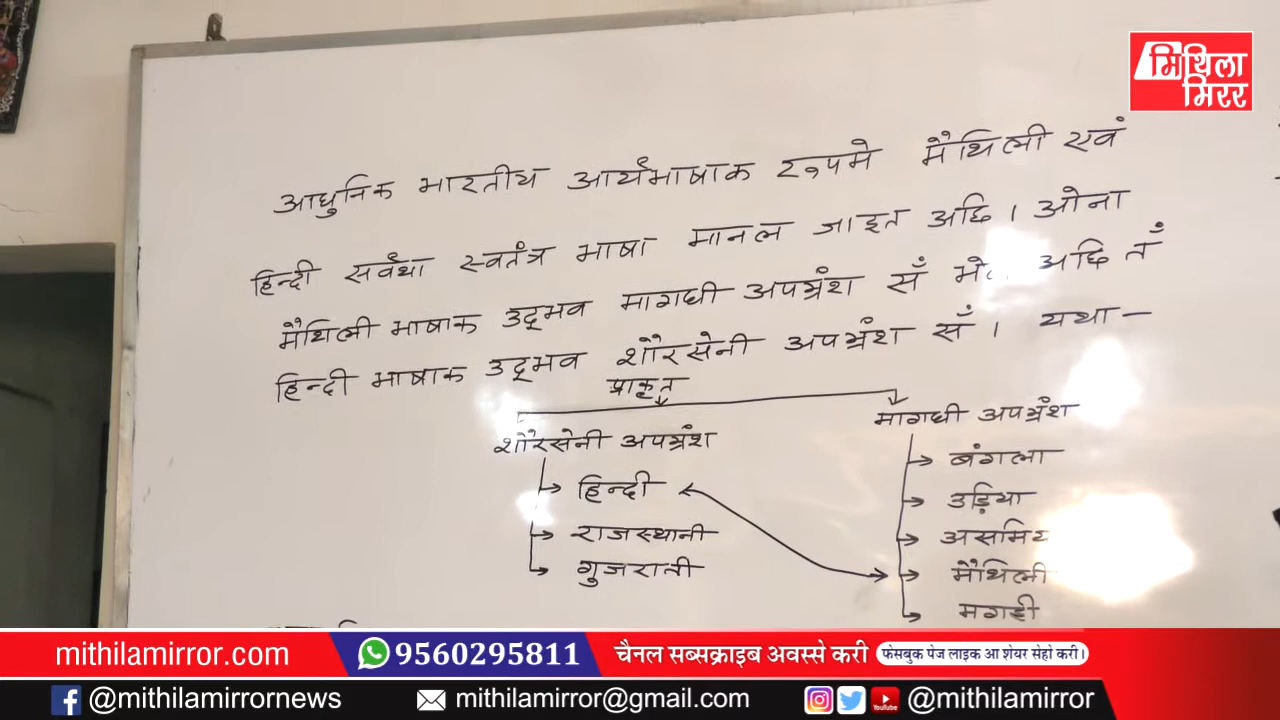 मिथिला
मिरर
आधुनिक भारतीय आर्यभाषाक रूपमे मैथिली एवं
हिन्दी सर्वथा स्वतंत्र भाषा मानल जाइत अछि । ओना
मैथिली भाषाक उद्भव मागधी अपभ्रंश सँ अछि तँ
हिन्दी भाषाक उद्भव शौरसेनी अपभ्रंश सँ । यथा —
प्राकृत
शौरसेनी अपभ्रंश
हिन्दी
राजस्थानी
गुजराती
मागधी अपभ्रंश
बंगला
उड़िया
असमिय
मैथिली
मगही
mithilamirror.com
9560295811
चैनल सब्सक्राइब अवस्से करी
फेसबुक पेज लाइक आ शेयर सेहो करी।
@mithilamirrornews
mithilamirror@gmail.com
YouTube
@mithilamirror